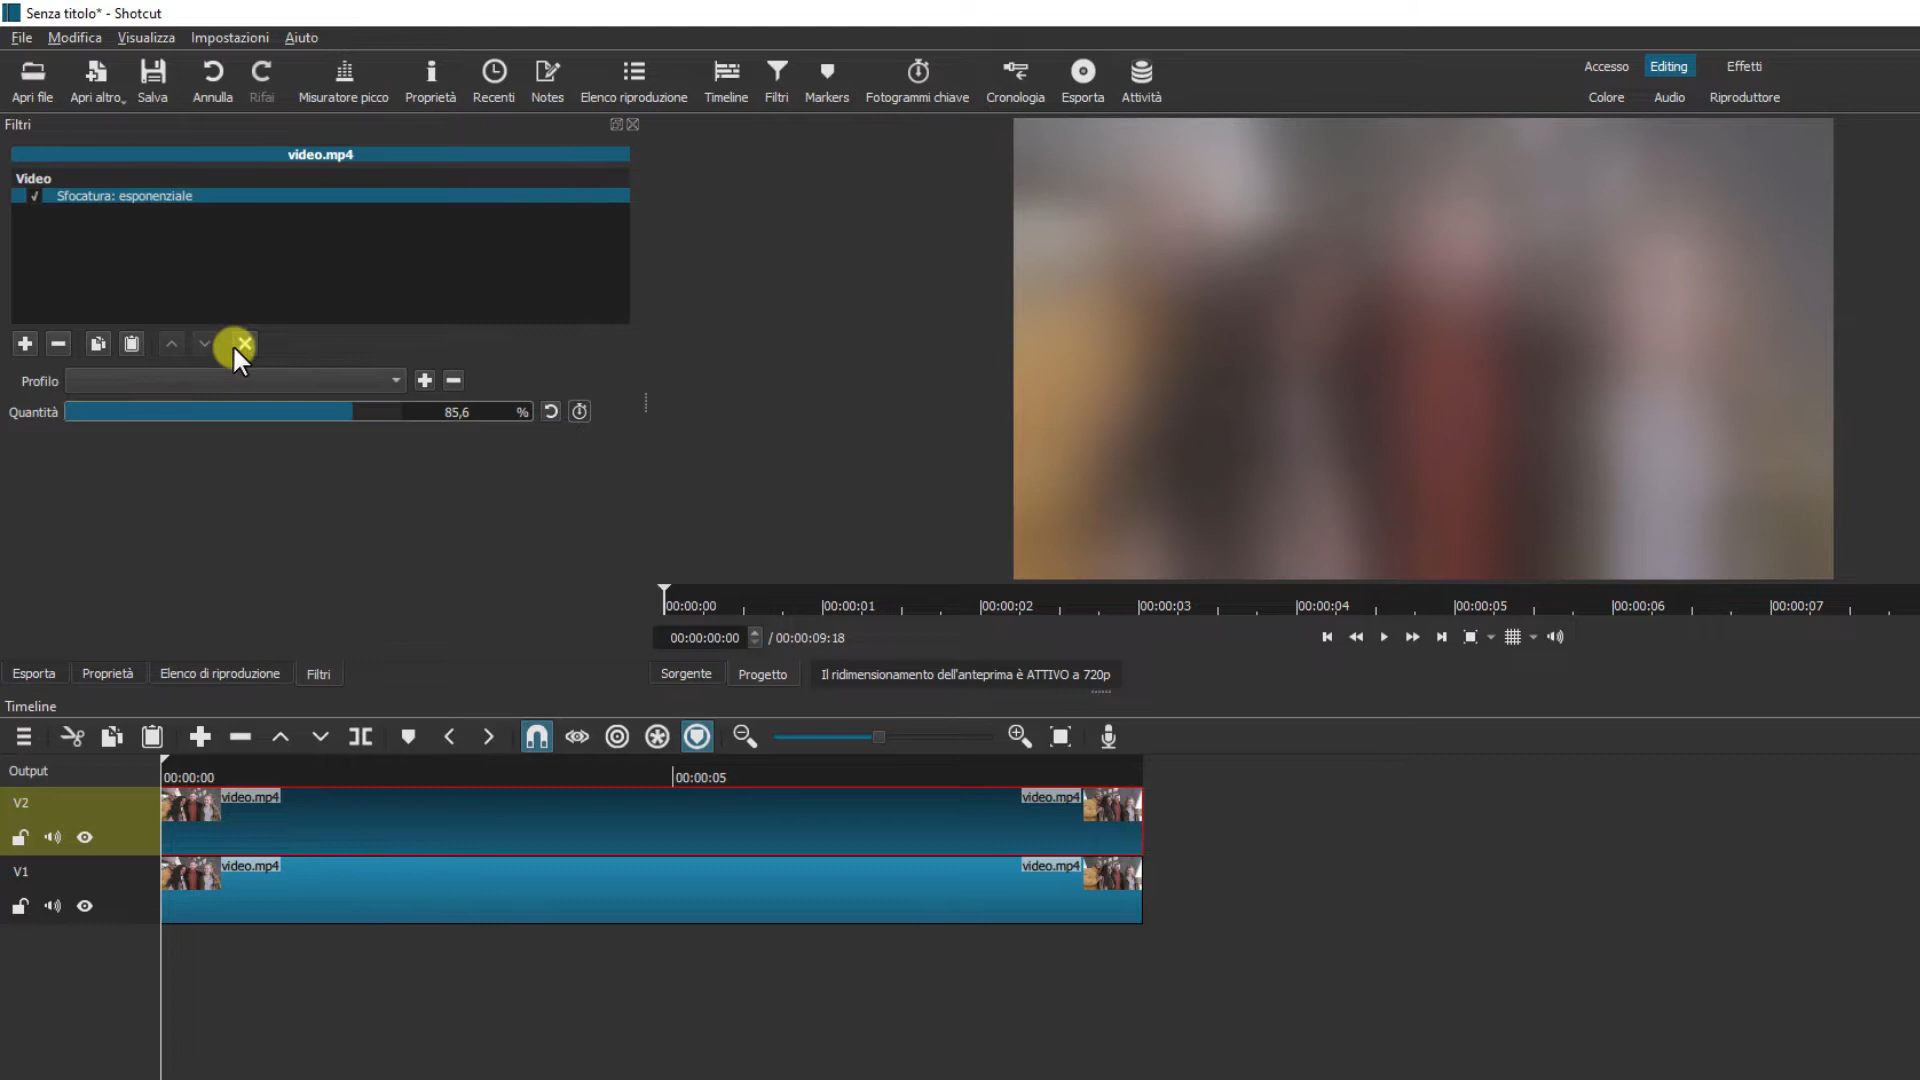 Senza titolo* - Shotcut
File Modifica Visualizza Impostazioni Aiuto
Apri file Apri altro Salva Annulla Rifai Misuratore picco Proprietà Recenti Notes Elenco riproduzione Timeline Filtri Markers Fotogrammi chiave Cronologia Esporta Attività
Accesso Editing Effetti
Colore Audio Riproduttore
Filtri
video.mp4
Video
Sfocatura: esponenziale
Profilo
Quantità 85,6 %
00:00:00 00:00:01 00:00:02 00:00:03 00:00:04 00:00:05 00:00:06 00:00:07
00:00:00:00 / 00:00:09:18
Esporta Proprietà Elenco di riproduzione Filtri
Sorgente Progetto Il ridimensionamento dell'anteprima è ATTIVO a 720p
Timeline
Output 00:00:00 00:00:05
V2 video.mp4 video.mp4
V1 video.mp4 video.mp4